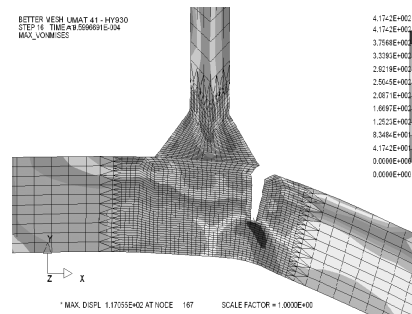 BETTER MESH UMAT 41 - HY930
STEP 16 TIME 9.5996691E-004
MAX_VONMISES
4.1742E+002
4.1742E+002
3.7568E+002
3.3393E+002
2.9219E+002
2.5045E+002
2.0871E+002
1.6697E+002
1.2523E+002
8.3484E+001
4.1742E+001
0.0000E+000
0.0000E+000
Y
Z X
* MAX. DISPL 1.17055E+02 AT NODE 167 SCALE FACTOR = 1.0000E+00